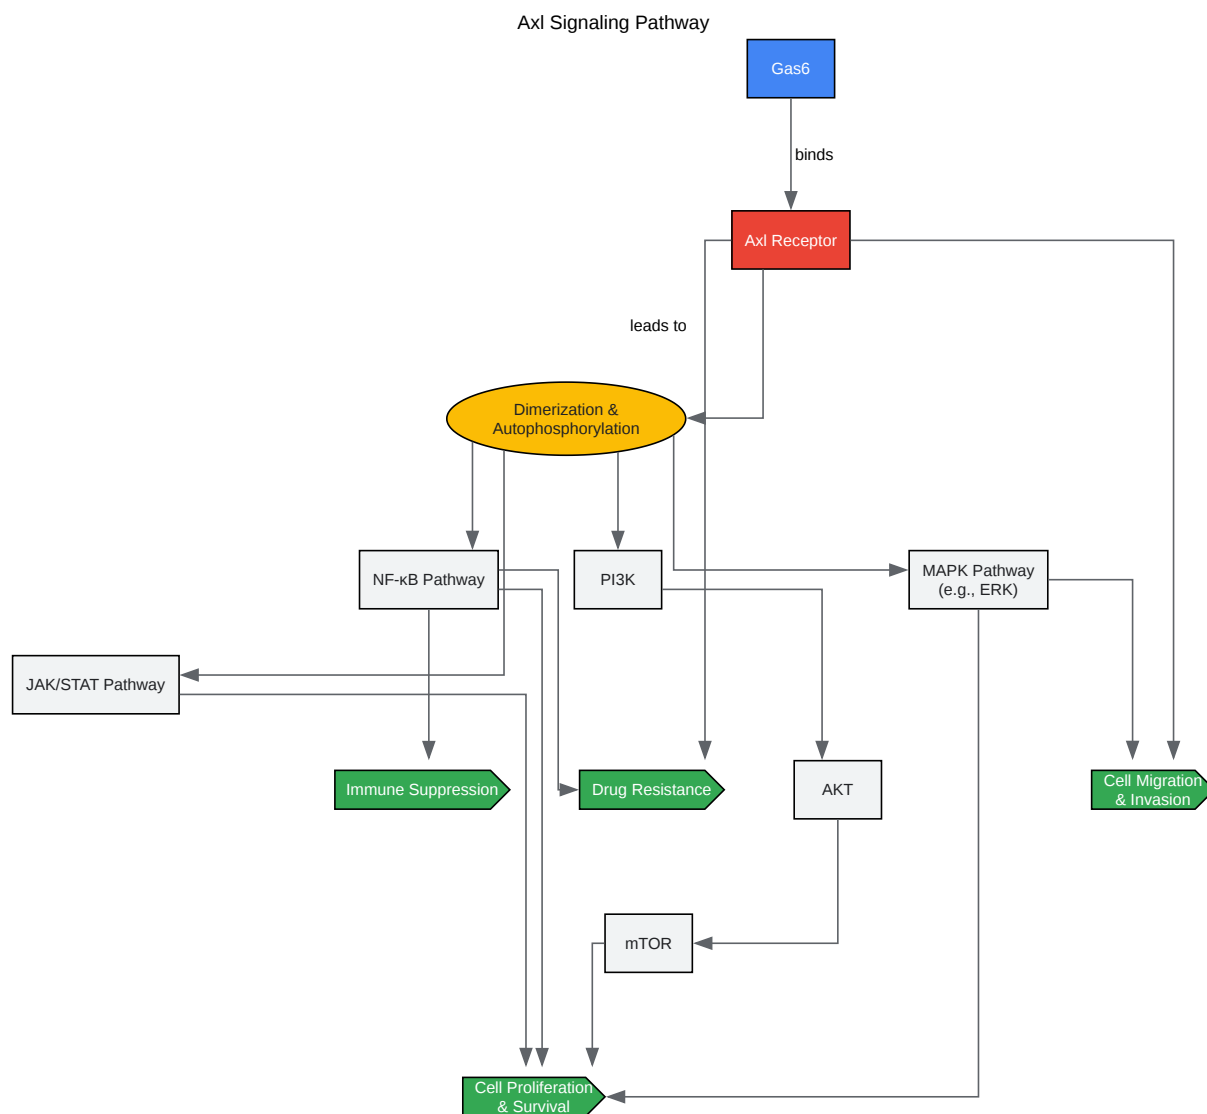 Axl Signaling Pathway
Gas6
binds
Axl Receptor
leads to
Dimerization &
Autophosphorylation
NF-κB Pathway
PI3K
MAPK Pathway
(e.g., ERK)
JAK/STAT Pathway
Immune Suppression
Drug Resistance
AKT
Cell Migration
& Invasion
mTOR
Cell Proliferation
& Survival